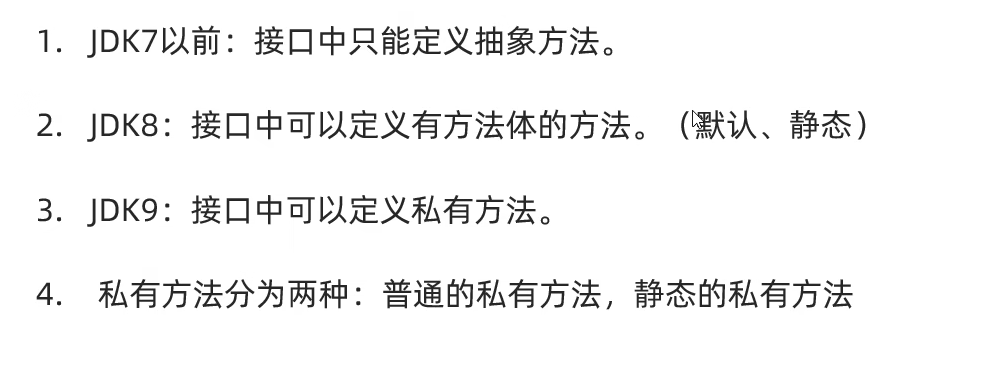 1. JDK7以前：接口中只能定义抽象方法。
2. JDK8：接口中可以定义有方法体的方法。（默认、静态）
3. JDK9：接口中可以定义私有方法。
4. 私有方法分为两种：普通的私有方法，静态的私有方法